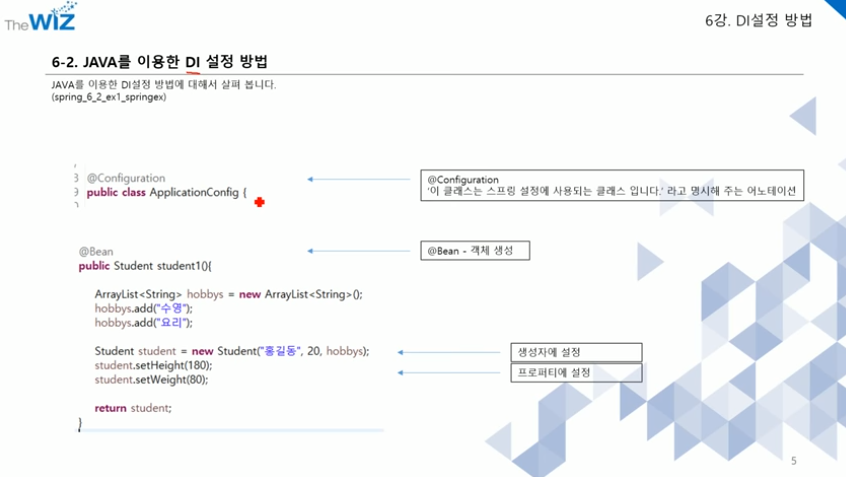 TheWIZ
6강. DI설정 방법
6-2. JAVA를 이용한 DI 설정 방법
JAVA를 이용한 DI설정 방법에 대해서 살펴 봅니다.
(spring_6_2_ex1_springex)
8 @Configuration
9 public class ApplicationConfig {
@Configuration
'이 클래스는 스프링 설정에 사용되는 클래스 입니다.' 라고 명시해 주는 어노테이션
@Bean
public Student student1(){
@Bean - 객체 생성
ArrayList<String> hobbys = new ArrayList<String>();
hobbys.add("수영");
hobbys.add("요리");
Student student = new Student("홍길동", 20, hobbys);
생성자에 설정
student.setHeight(180);
프로퍼티에 설정
student.setWeight(80);
return student;
}
5